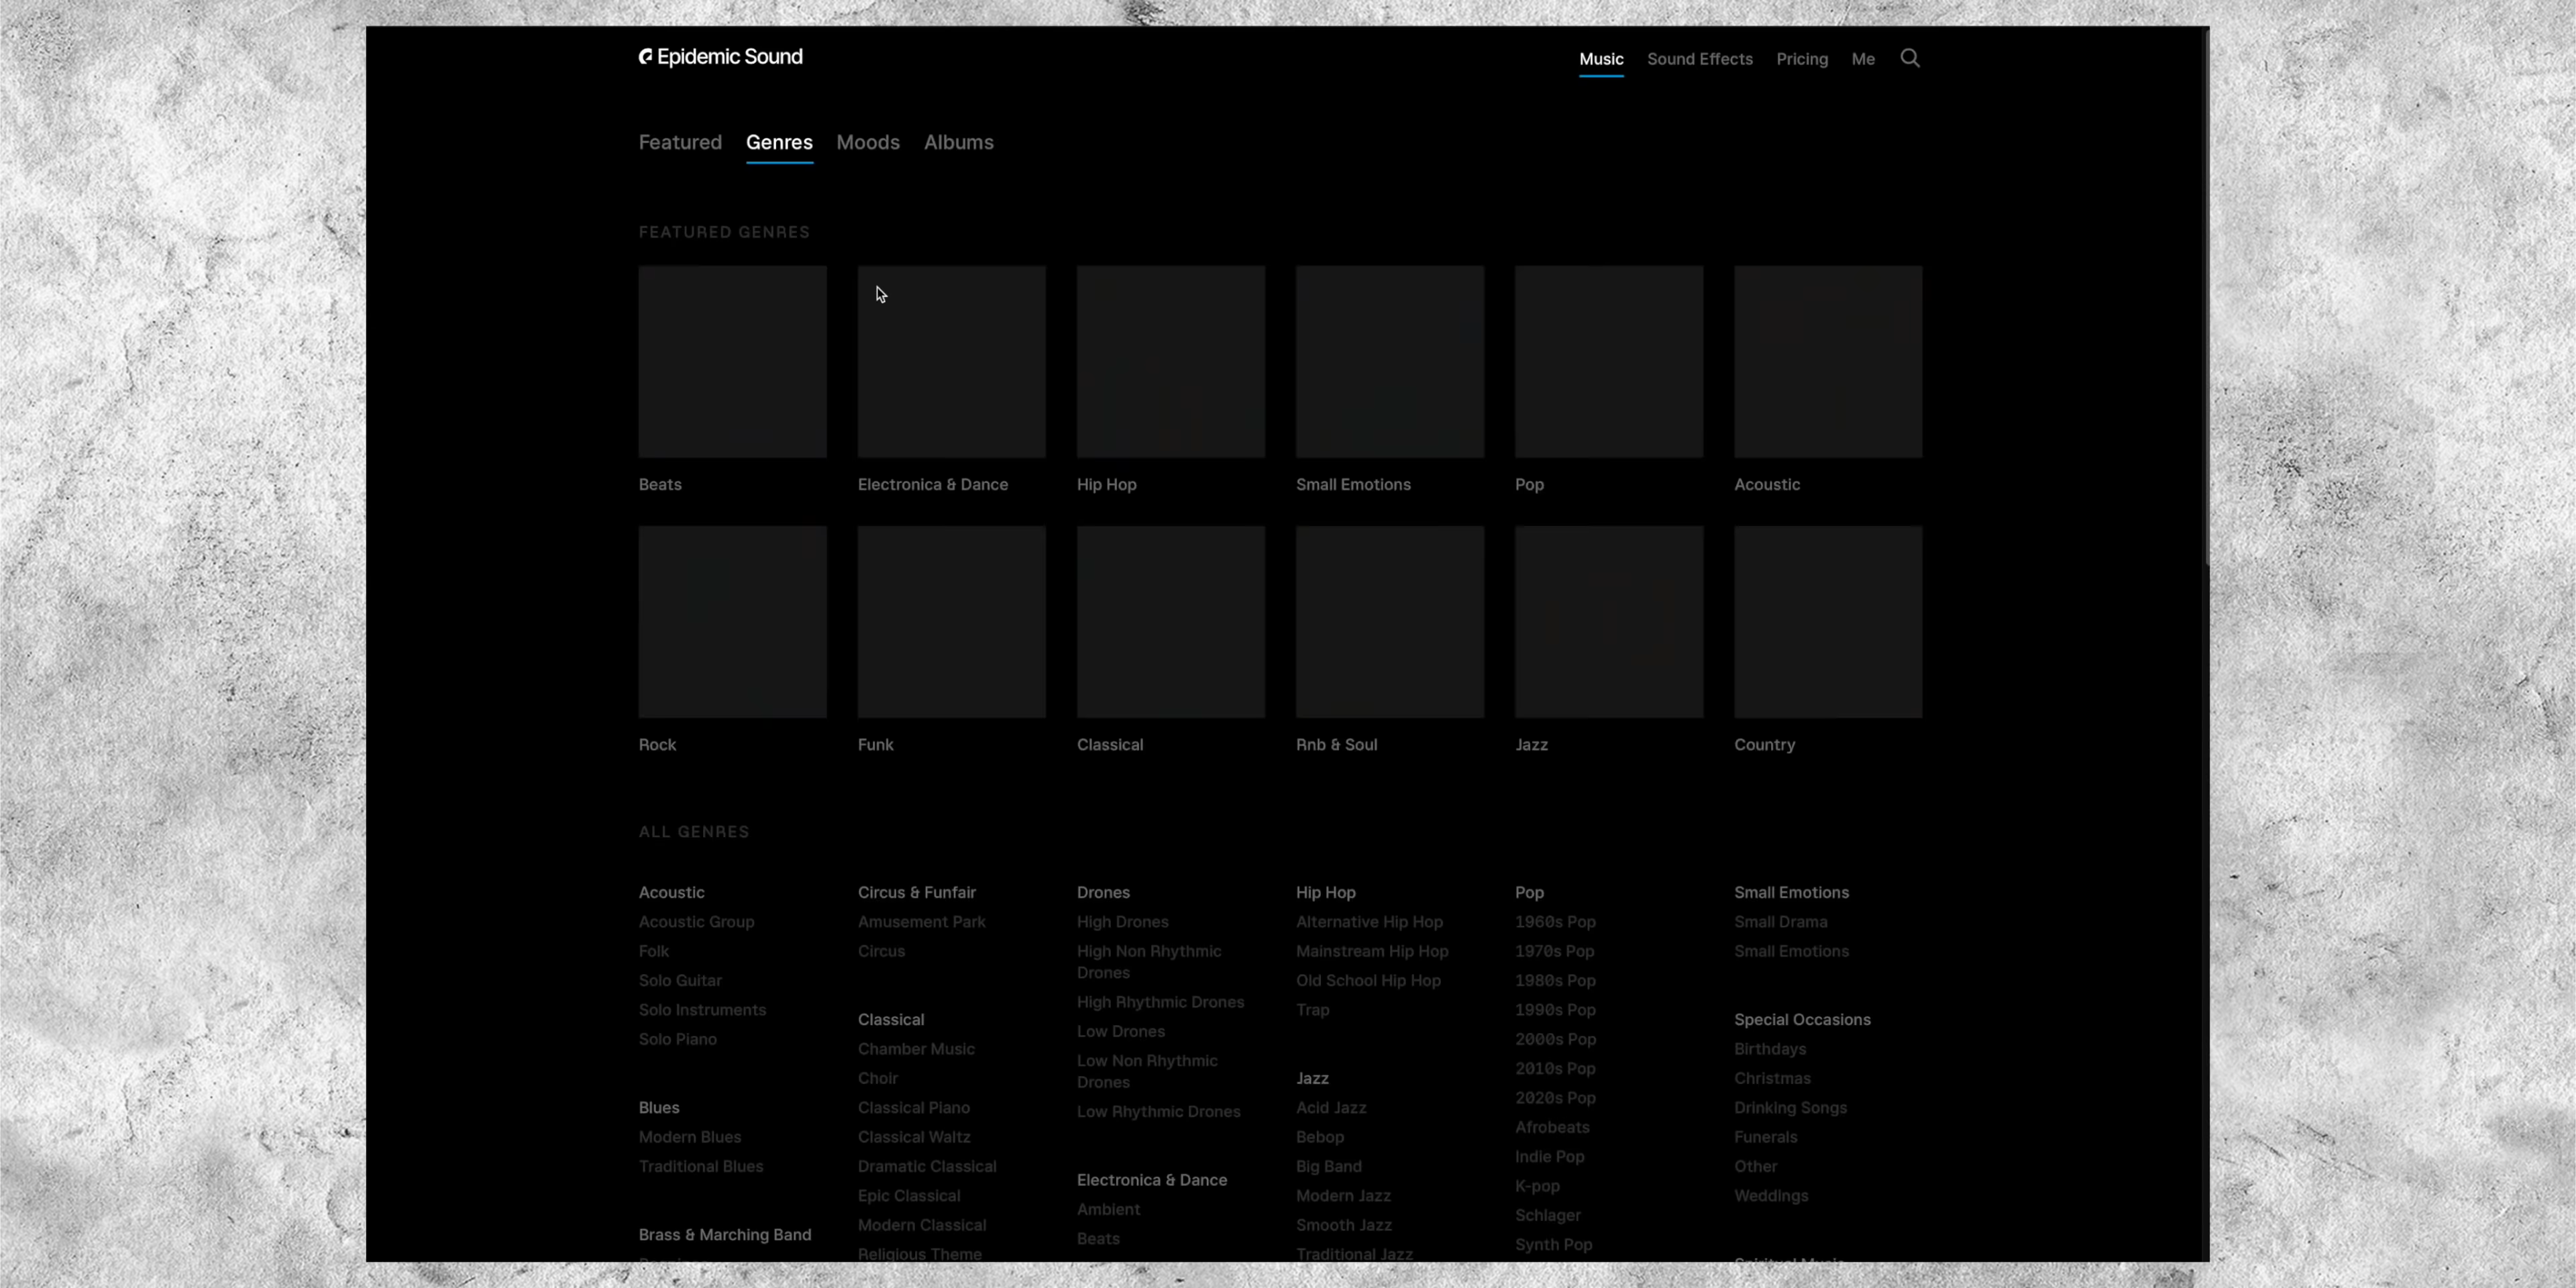 Epidemic Sound
Music Sound Effects Pricing Me
Featured Genres Moods Albums
FEATURED GENRES
Beats
Electronica & Dance
Hip Hop
Small Emotions
Pop
Acoustic
Rock
Funk
Classical
Rnb & Soul
Jazz
Country
ALL GENRES
Acoustic
Acoustic Group
Folk
Solo Guitar
Solo Instruments
Solo Piano
Blues
Modern Blues
Traditional Blues
Brass & Marching Band
Circus & Funfair
Amusement Park
Circus
Classical
Chamber Music
Choir
Classical Piano
Classical Waltz
Dramatic Classical
Epic Classical
Modern Classical
Religious Theme
Drones
High Drones
High Non Rhythmic
Drones
High Rhythmic Drones
Low Drones
Low Non Rhythmic
Drones
Low Rhythmic Drones
Electronica & Dance
Ambient
Beats
Hip Hop
Alternative Hip Hop
Mainstream Hip Hop
Old School Hip Hop
Trap
Jazz
Acid Jazz
Bebop
Big Band
Modern Jazz
Smooth Jazz
Traditional Jazz
Pop
1960s Pop
1970s Pop
1980s Pop
1990s Pop
2000s Pop
2010s Pop
2020s Pop
Afrobeats
Indie Pop
K-pop
Schlager
Synth Pop
Small Emotions
Small Drama
Small Emotions
Special Occasions
Birthdays
Christmas
Drinking Songs
Funerals
Other
Weddings
Spiritual Music